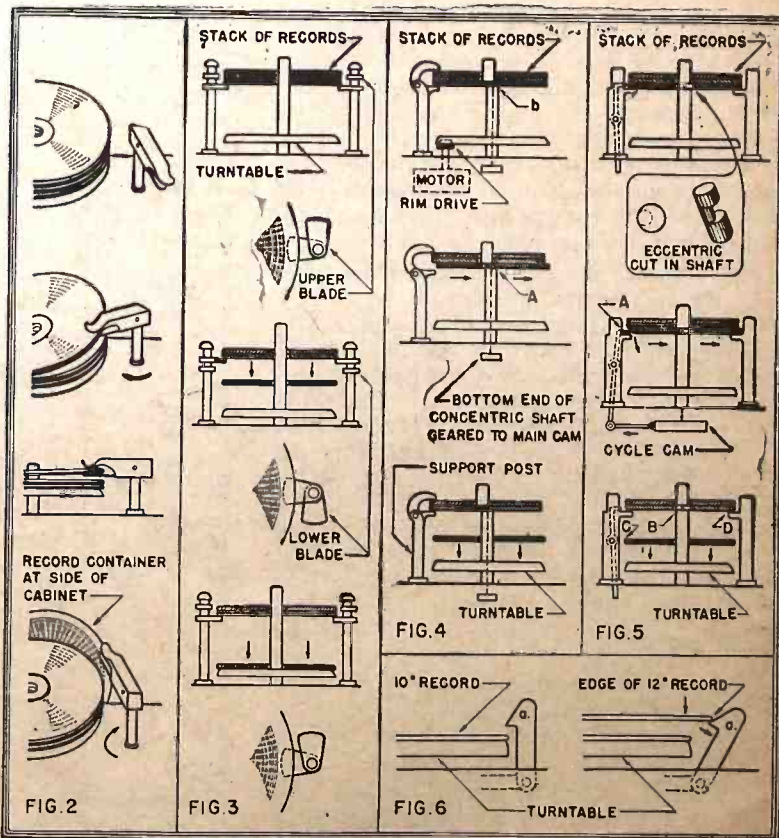 RECORD CONTAINER
AT SIDE OF
CABINET
FIG.2
STACK OF RECORDS
TURNTABLE
UPPER
BLADE
LOWER
BLADE
FIG.3
STACK OF RECORDS
b
MOTOR
RIM DRIVE
A
BOTTOM END OF
CONCENTRIC SHAFT
GEARED TO MAIN CAM
SUPPORT POST
TURNTABLE
FIG.4
STACK OF RECORDS
ECCENTRIC
CUT IN SHAFT
A
CYCLE CAM
C B D
TURNTABLE
FIG.5
10" RECORD
EDGE OF 12" RECORD
a.
a.
FIG.6
TURNTABLE